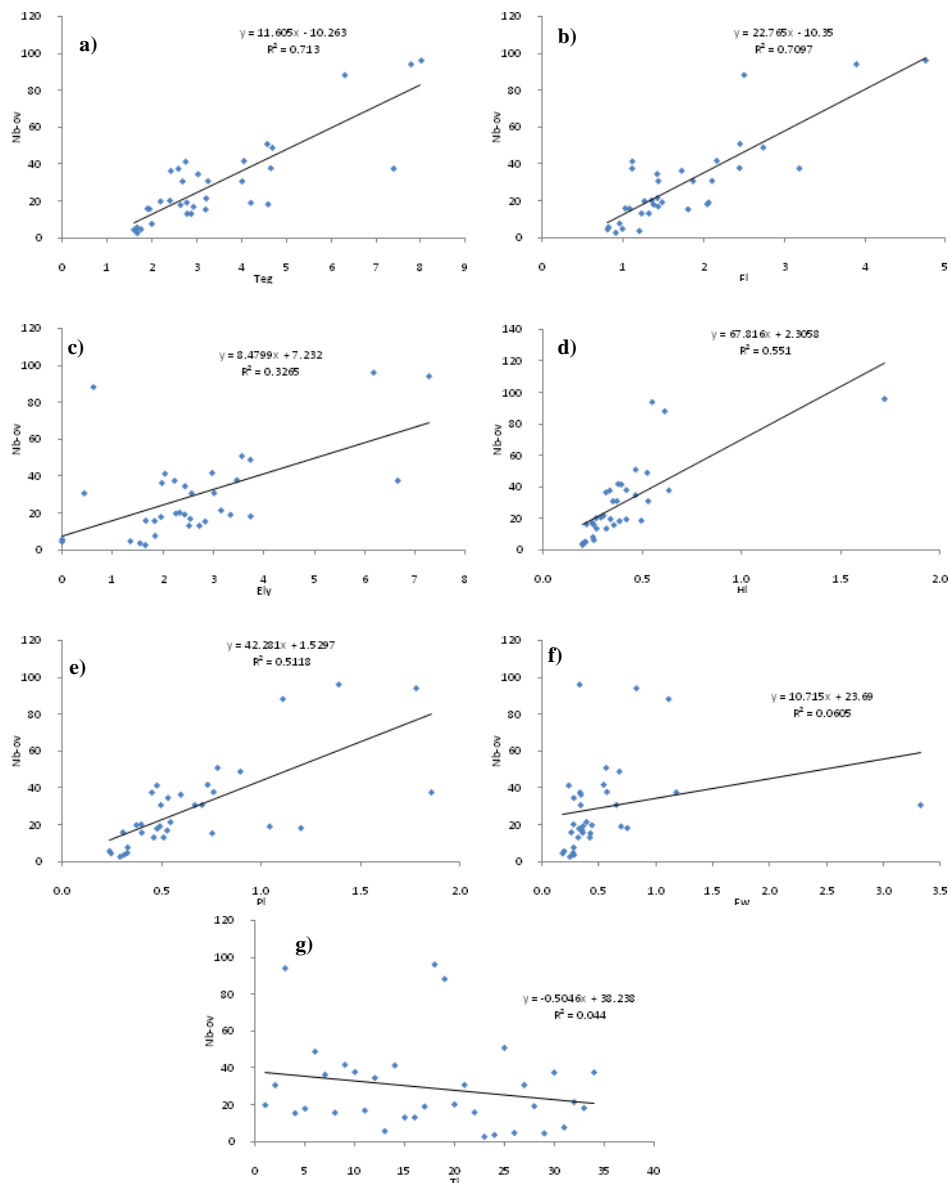 a)
y = 11.605x - 10.263
R² = 0.713
Nb-ov
120
100
80
60
40
20
0
0 1 2 3 4 5 6 7 8 9
Teg
b)
y = 22.765x - 10.35
R² = 0.7097
Nb-ov
120
100
80
60
40
20
0
0 1 2 3 4 5
El
c)
y = 8.4799x + 7.232
R² = 0.3265
Nb-ov
120
100
80
60
40
20
0
0 1 2 3 4 5 6 7 8
Ely
d)
y = 67.816x + 2.3058
R² = 0.551
Nb-ov
140
120
100
80
60
40
20
0
0.0 0.5 1.0 1.5 2.0
Hl
e)
y = 42.281x + 1.5297
R² = 0.5118
Nb-ov
120
100
80
60
40
20
0
0.0 0.5 1.0 1.5 2.0
Pl
f)
y = 10.715x + 23.69
R² = 0.0605
Nb-ov
120
100
80
60
40
20
0
0.0 0.5 1.0 1.5 2.0 2.5 3.0 3.5
g)
y = -0.5046x + 38.238
R² = 0.044
Nb-ov
120
100
80
60
40
20
0
0 5 10 15 20 25 30 35 40